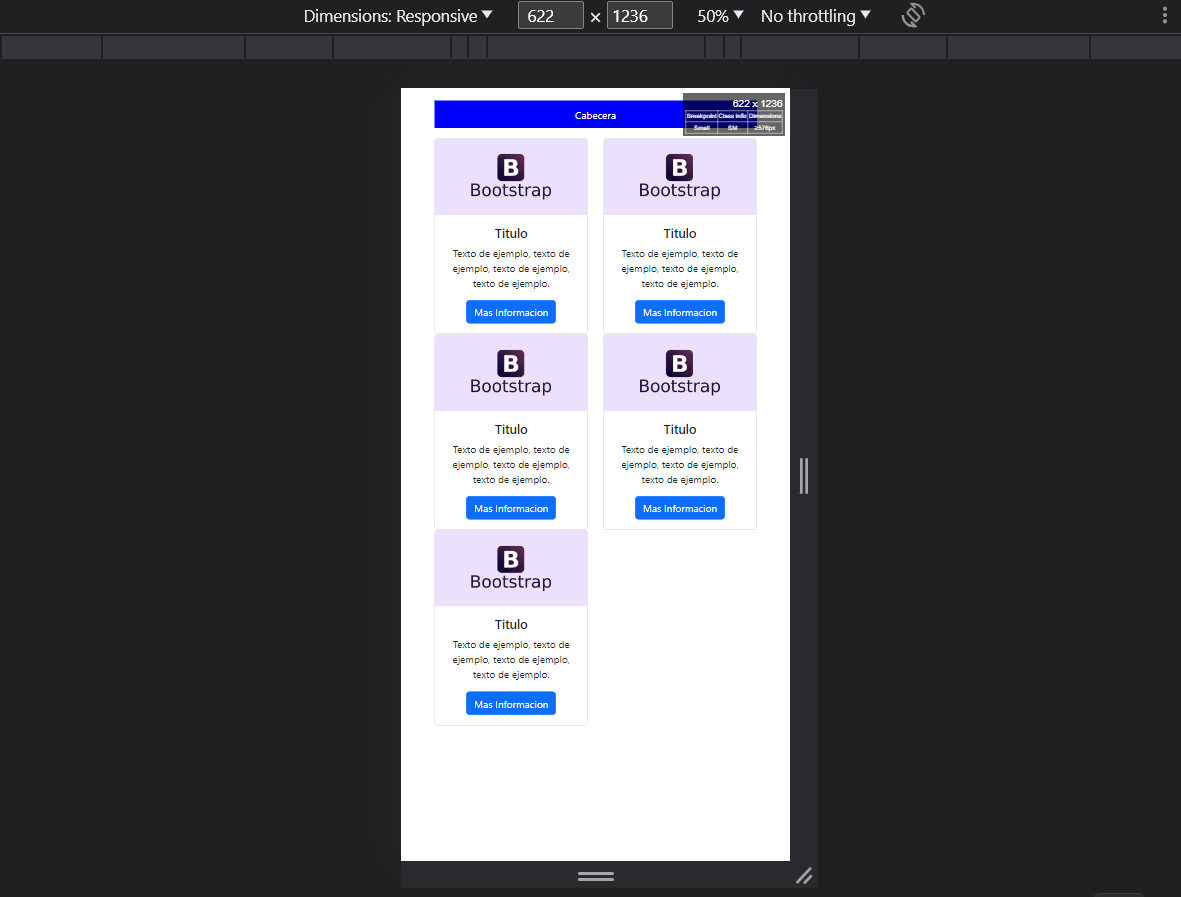 Dimensions: Responsive ▼ 622 × 1236 50% ▼ No throttling ▼
622 x 1236
Breakpoint Class infix Dimensions
Small SM ≥576px
Cabecera
B B
Bootstrap Bootstrap
Titulo Titulo
Texto de ejemplo, texto de Texto de ejemplo, texto de
ejemplo, texto de ejemplo, ejemplo, texto de ejemplo,
texto de ejemplo. texto de ejemplo.
Mas Informacion Mas Informacion
B B
Bootstrap Bootstrap
Titulo Titulo
Texto de ejemplo, texto de Texto de ejemplo, texto de
ejemplo, texto de ejemplo, ejemplo, texto de ejemplo,
texto de ejemplo. texto de ejemplo.
Mas Informacion Mas Informacion
B
Bootstrap
Titulo
Texto de ejemplo, texto de
ejemplo, texto de ejemplo,
texto de ejemplo.
Mas Informacion